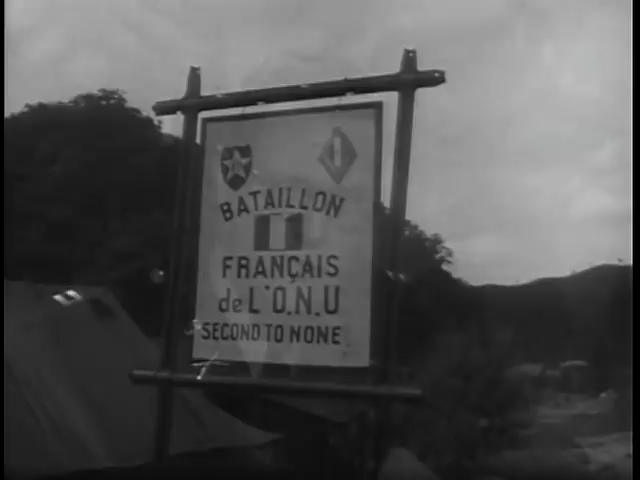 BATAILLON
FRANÇAIS
de L'O.N.U
SECOND TO NONE